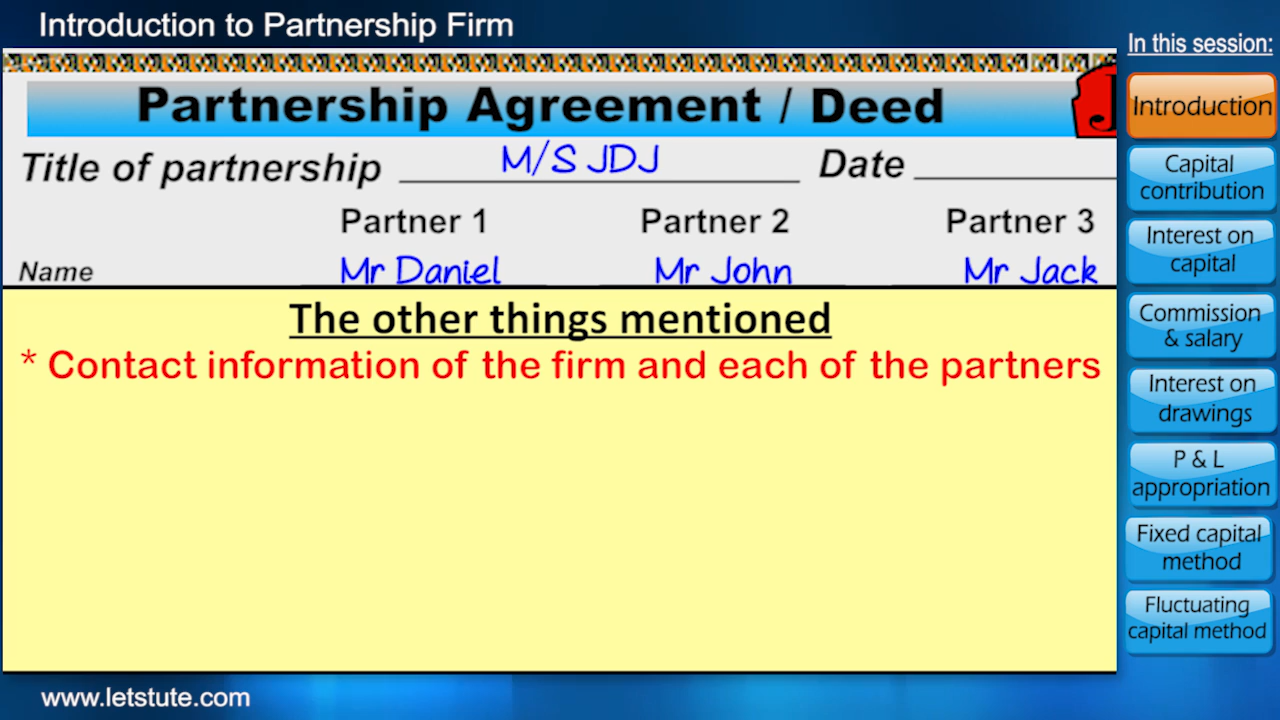 Introduction to Partnership Firm
In this session:
Partnership Agreement / Deed
Title of partnership M/S JDJ Date
Partner 1 Partner 2 Partner 3
Name Mr Daniel Mr John Mr Jack
The other things mentioned
* Contact information of the firm and each of the partners
Introduction
Capital
contribution
Interest on
capital
Commission
& salary
Interest on
drawings
P & L
appropriation
Fixed capital
method
Fluctuating
capital method
www.letstute.com